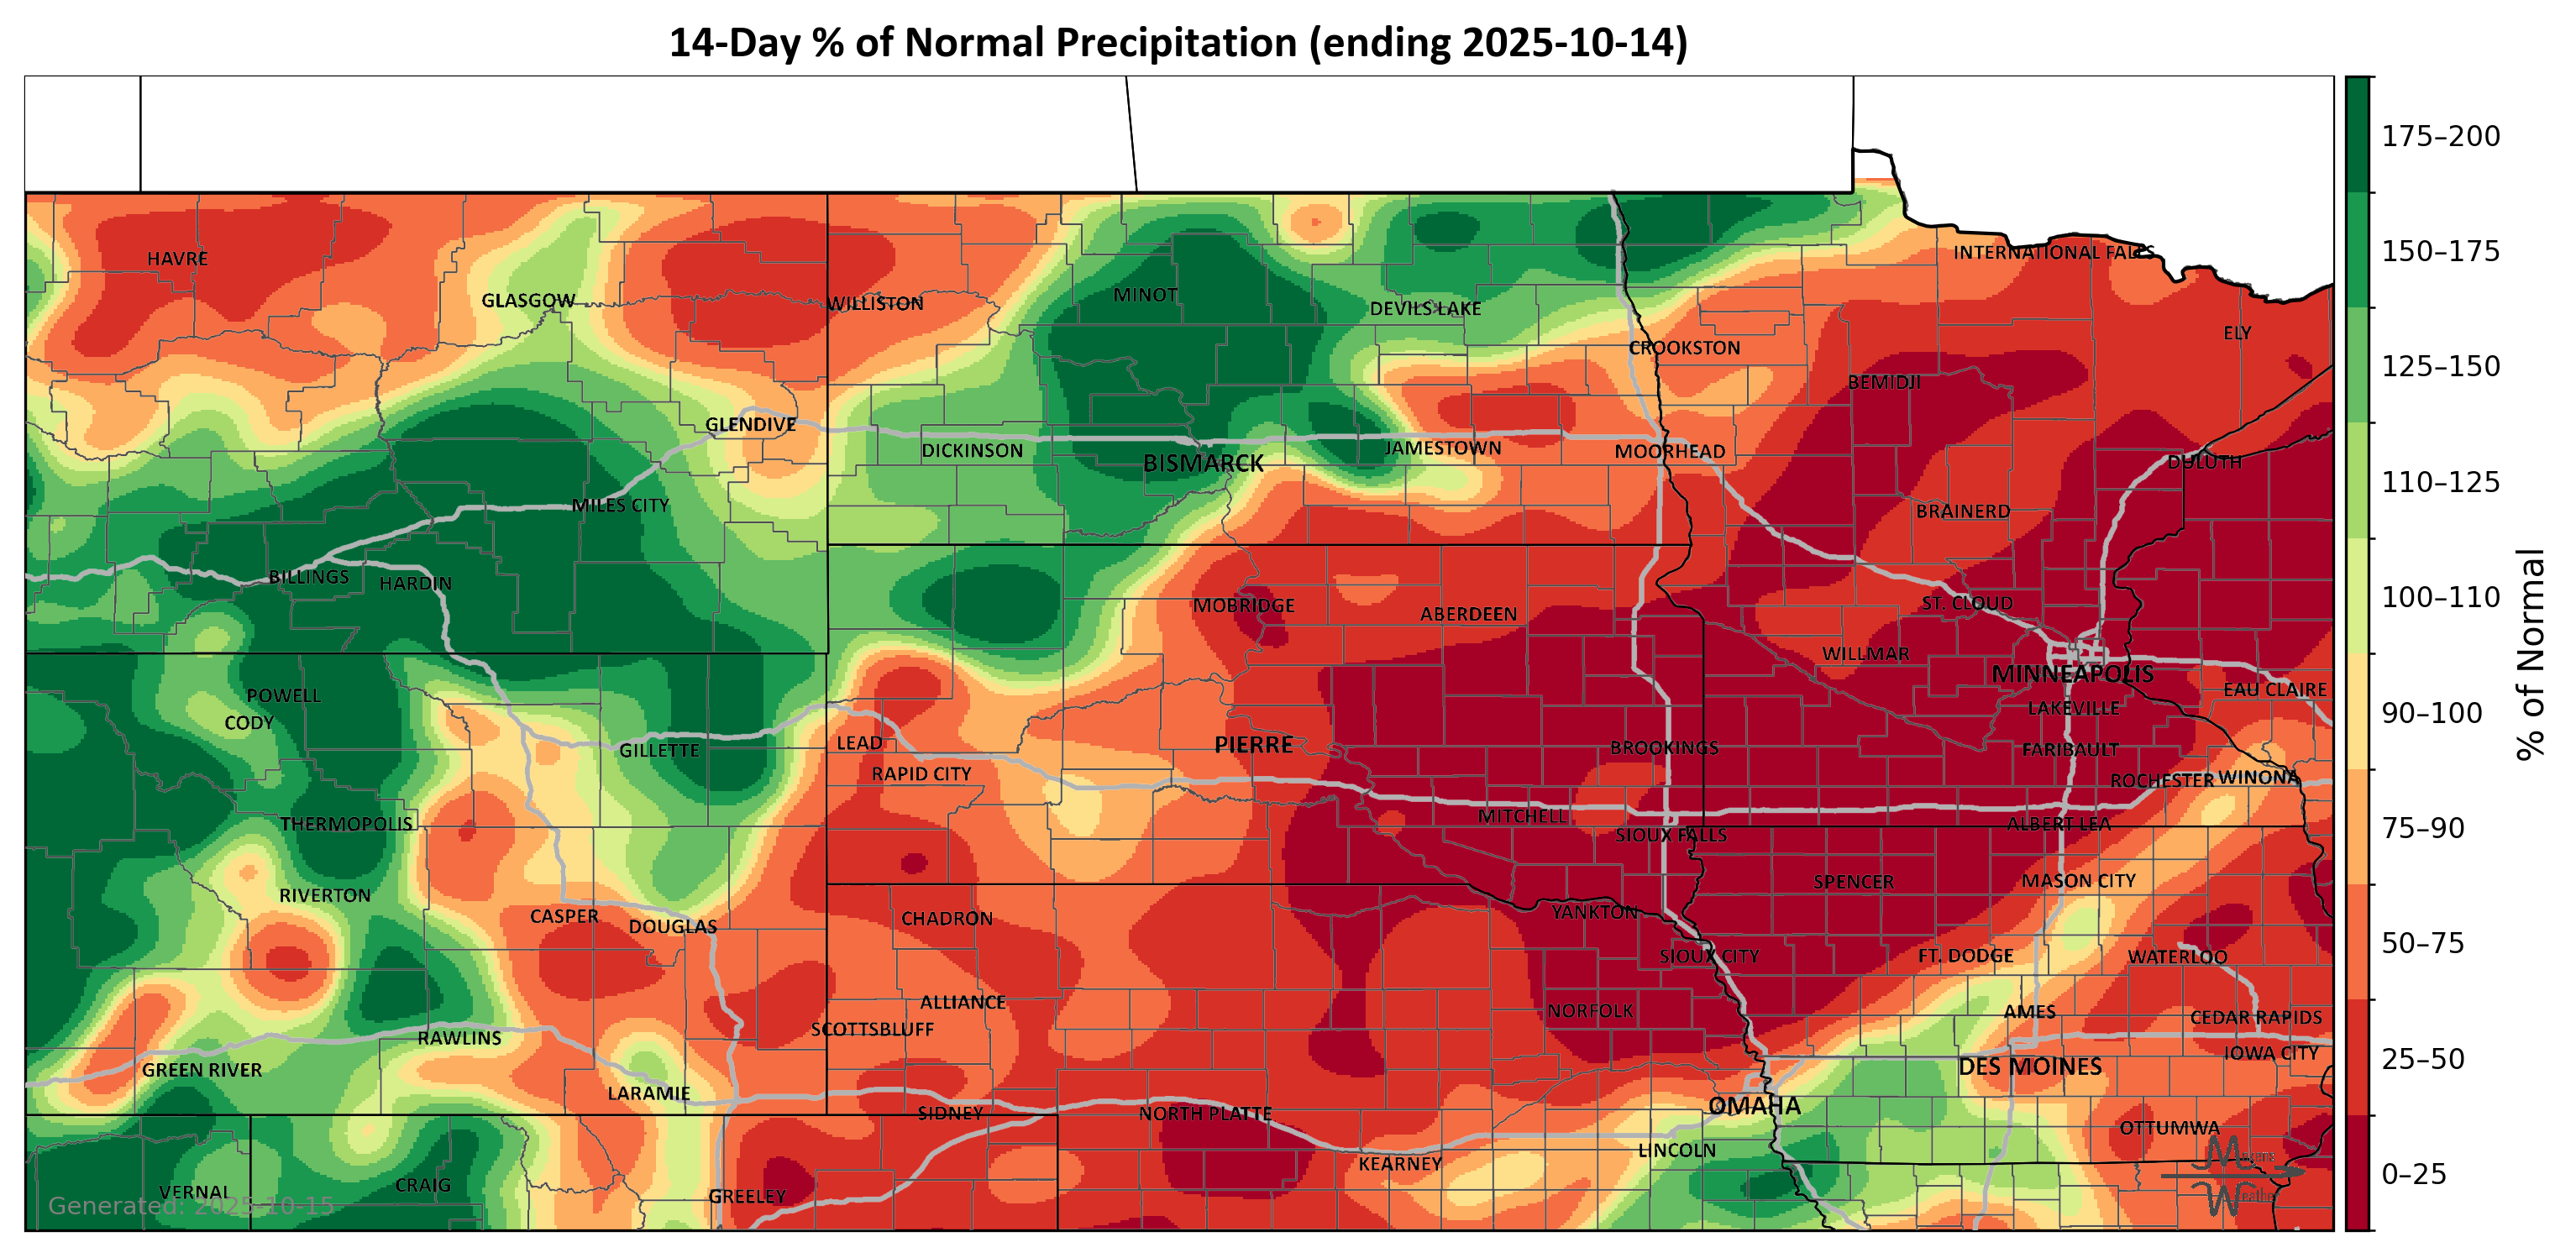 14-Day % of Normal Precipitation (ending 2025-10-14)
175–200
HAVRE
INTERNATIONAL FALLS
150–175
GLASGOW
WILLISTON
MINOT
DEVILS LAKE
ELY
CROOKSTON
125–150
BEMIDJI
GLENDIVE
DICKINSON
BISMARCK
JAMESTOWN
MOORHEAD
DULUTH
110–125
MILES CITY
BRAINERD
BILLINGS
HARDIN
MOBRIDGE
ABERDEEN
ST. CLOUD
100–110
WILLMAR
MINNEAPOLIS
EAU CLAIRE
POWELL
CODY
LAKEVILLE
90–100
% of Normal
GILLETTE
LEAD
RAPID CITY
PIERRE
BROOKINGS
FARIBAULT
ROCHESTER
WINONA
THERMOPOLIS
MITCHELL
SIOUX FALLS
ALBERT LEA
75–90
RIVERTON
SPENCER
MASON CITY
CASPER
DOUGLAS
CHADRON
YANKTON
SIOUX CITY
FT. DODGE
WATERLOO
50–75
ALLIANCE
NORFOLK
AMES
CEDAR RAPIDS
RAWLINS
SCOTTSBLUFF
IOWA CITY
25–50
GREEN RIVER
LARAMIE
DES MOINES
SIDNEY
NORTH PLATTE
OMAHA
OTTUMWA
LINCOLN
KEARNEY
Mavens
0–25
VERNAL
CRAIG
GREELEY
Weather
Generated: 2025-10-15